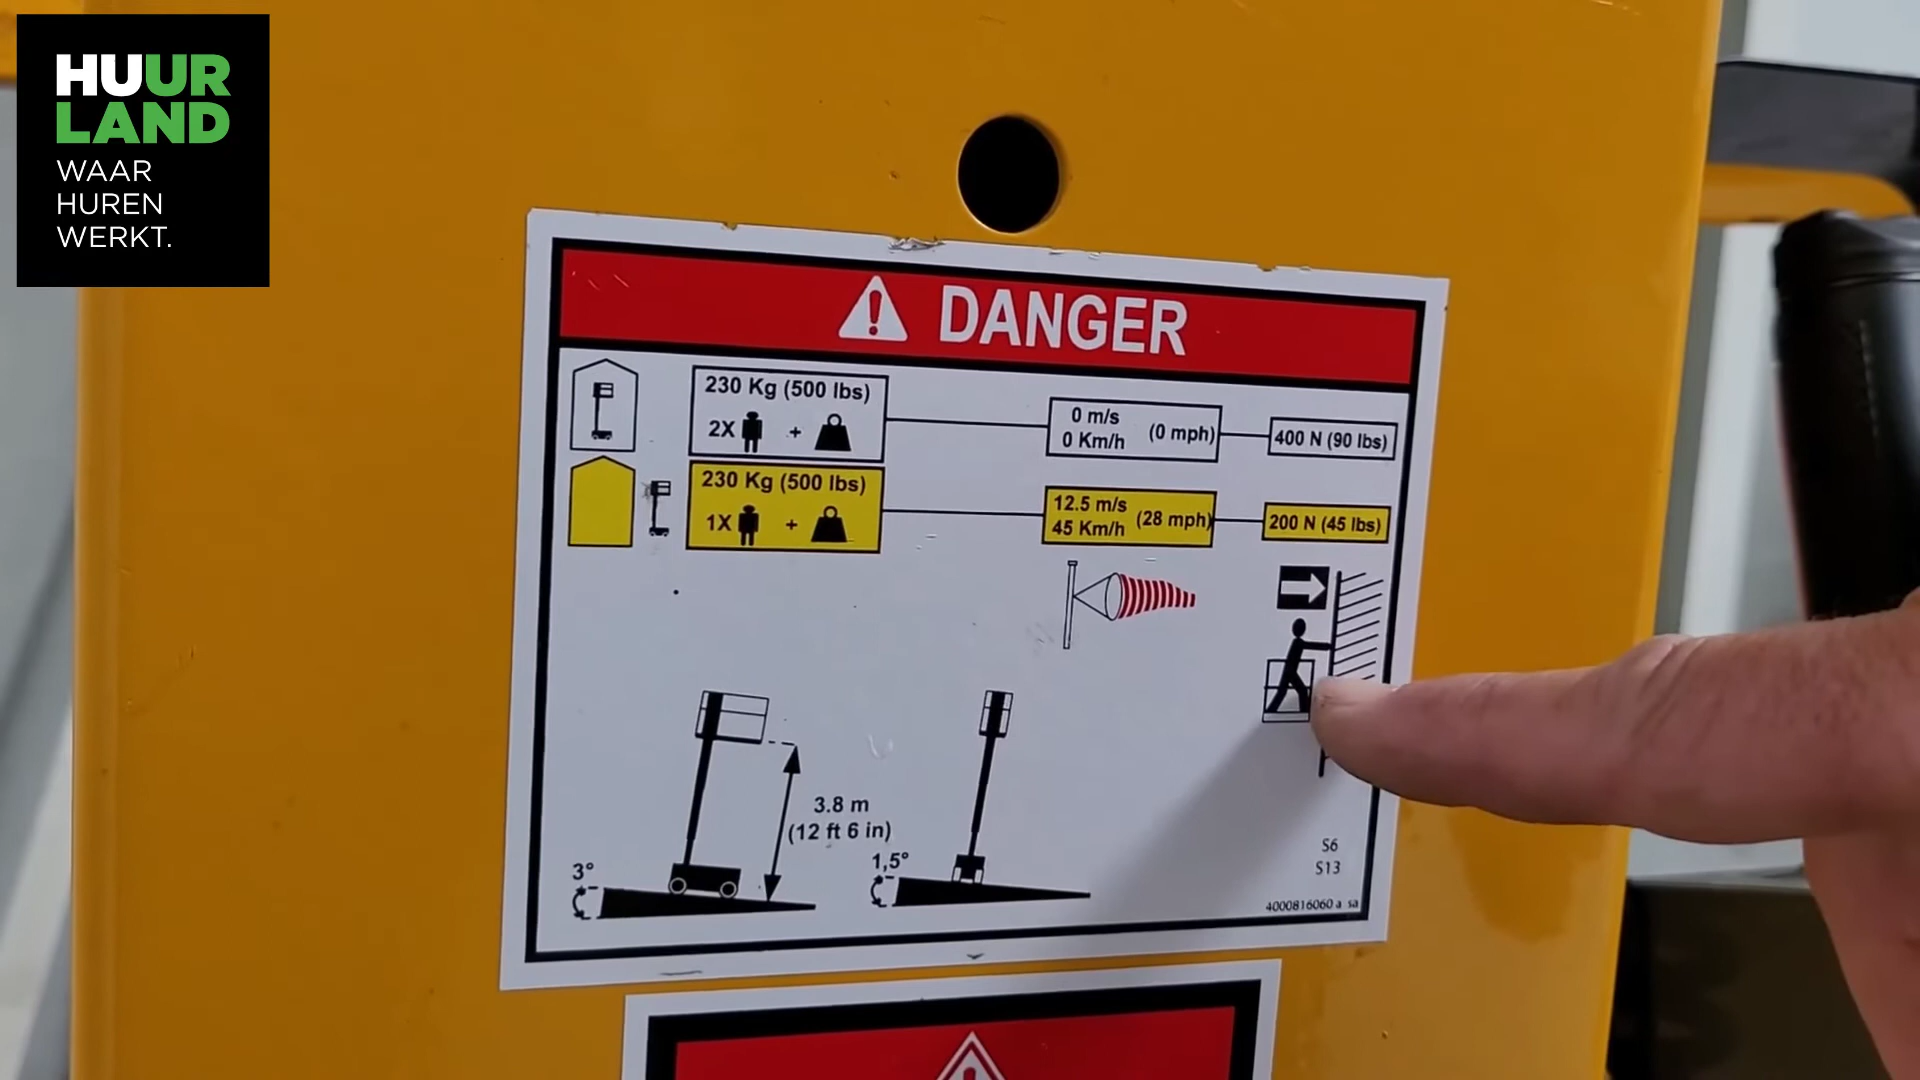 HUUR
LAND
WAAR
HUREN
WERKT.
DANGER
230 Kg (500 lbs)
2X +
0 m/s
0 Km/h (0 mph)
400 N (90 lbs)
230 Kg (500 lbs)
1X +
12.5 m/s
45 Km/h (28 mph)
200 N (45 lbs)
3.8 m
(12 ft 6 in)
3°
1,5°
S6
S13
4000816060 a sa